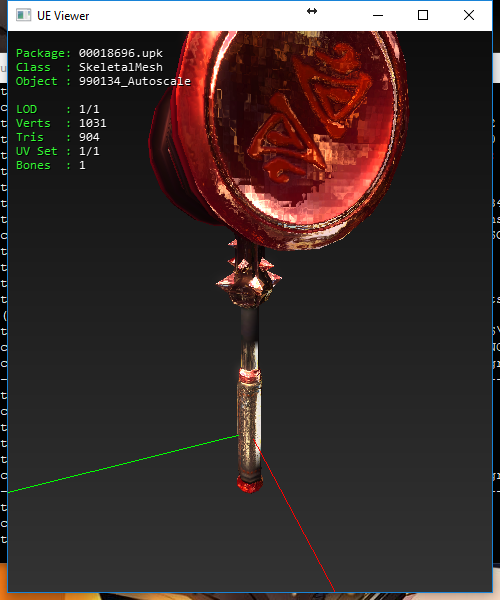 UE Viewer
Package: 00018696.upk
Class  : SkeletalMesh
Object : 990134_Autoscale
LOD    : 1/1
Verts  : 1031
Tris   : 904
UV Set : 1/1
Bones  : 1